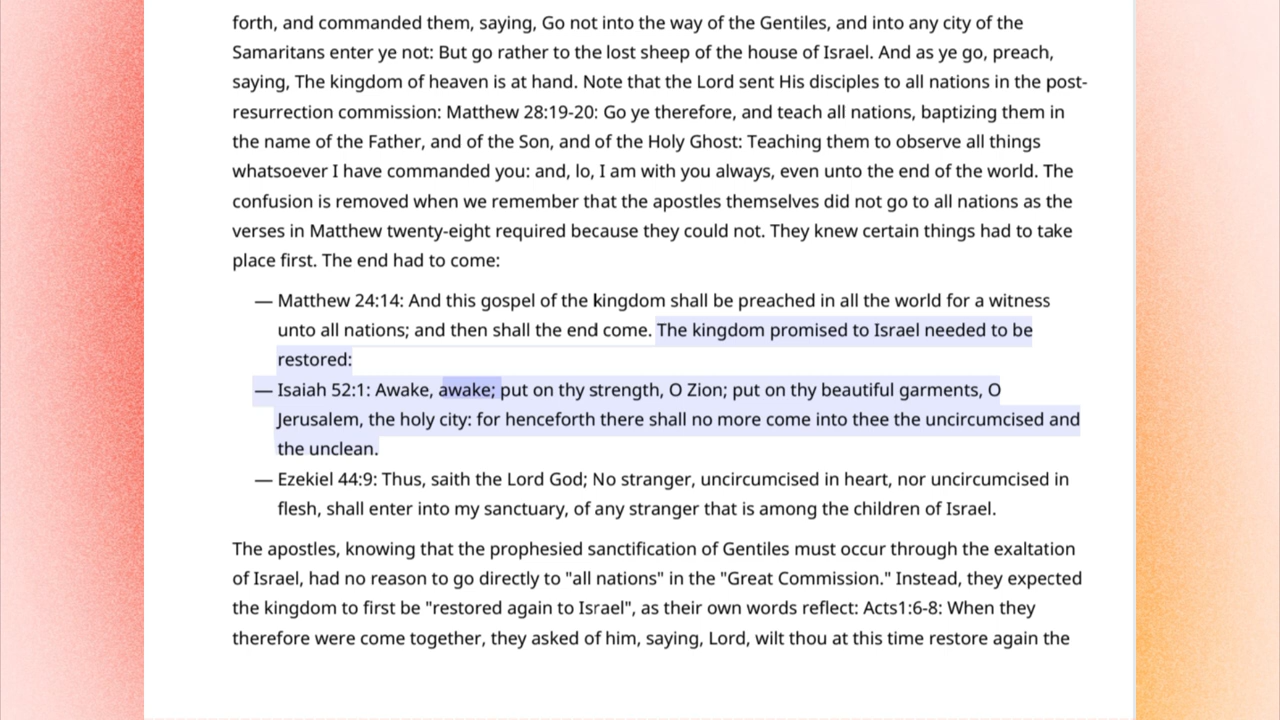 forth, and commanded them, saying, Go not into the way of the Gentiles, and into any city of the
Samaritans enter ye not: But go rather to the lost sheep of the house of Israel. And as ye go, preach,
saying, The kingdom of heaven is at hand. Note that the Lord sent His disciples to all nations in the post-
resurrection commission: Matthew 28:19-20: Go ye therefore, and teach all nations, baptizing them in
the name of the Father, and of the Son, and of the Holy Ghost: Teaching them to observe all things
whatsoever I have commanded you: and, lo, I am with you always, even unto the end of the world. The
confusion is removed when we remember that the apostles themselves did not go to all nations as the
verses in Matthew twenty-eight required because they could not. They knew certain things had to take
place first. The end had to come:
— Matthew 24:14: And this gospel of the kingdom shall be preached in all the world for a witness
unto all nations; and then shall the end come. The kingdom promised to Israel needed to be
restored:
— Isaiah 52:1: Awake, awake; put on thy strength, O Zion; put on thy beautiful garments, O
Jerusalem, the holy city: for henceforth there shall no more come into thee the uncircumcised and
the unclean.
— Ezekiel 44:9: Thus, saith the Lord God; No stranger, uncircumcised in heart, nor uncircumcised in
flesh, shall enter into my sanctuary, of any stranger that is among the children of Israel.
The apostles, knowing that the prophesied sanctification of Gentiles must occur through the exaltation
of Israel, had no reason to go directly to "all nations" in the "Great Commission." Instead, they expected
the kingdom to first be "restored again to Israel", as their own words reflect: Acts1:6-8: When they
therefore were come together, they asked of him, saying, Lord, wilt thou at this time restore again the